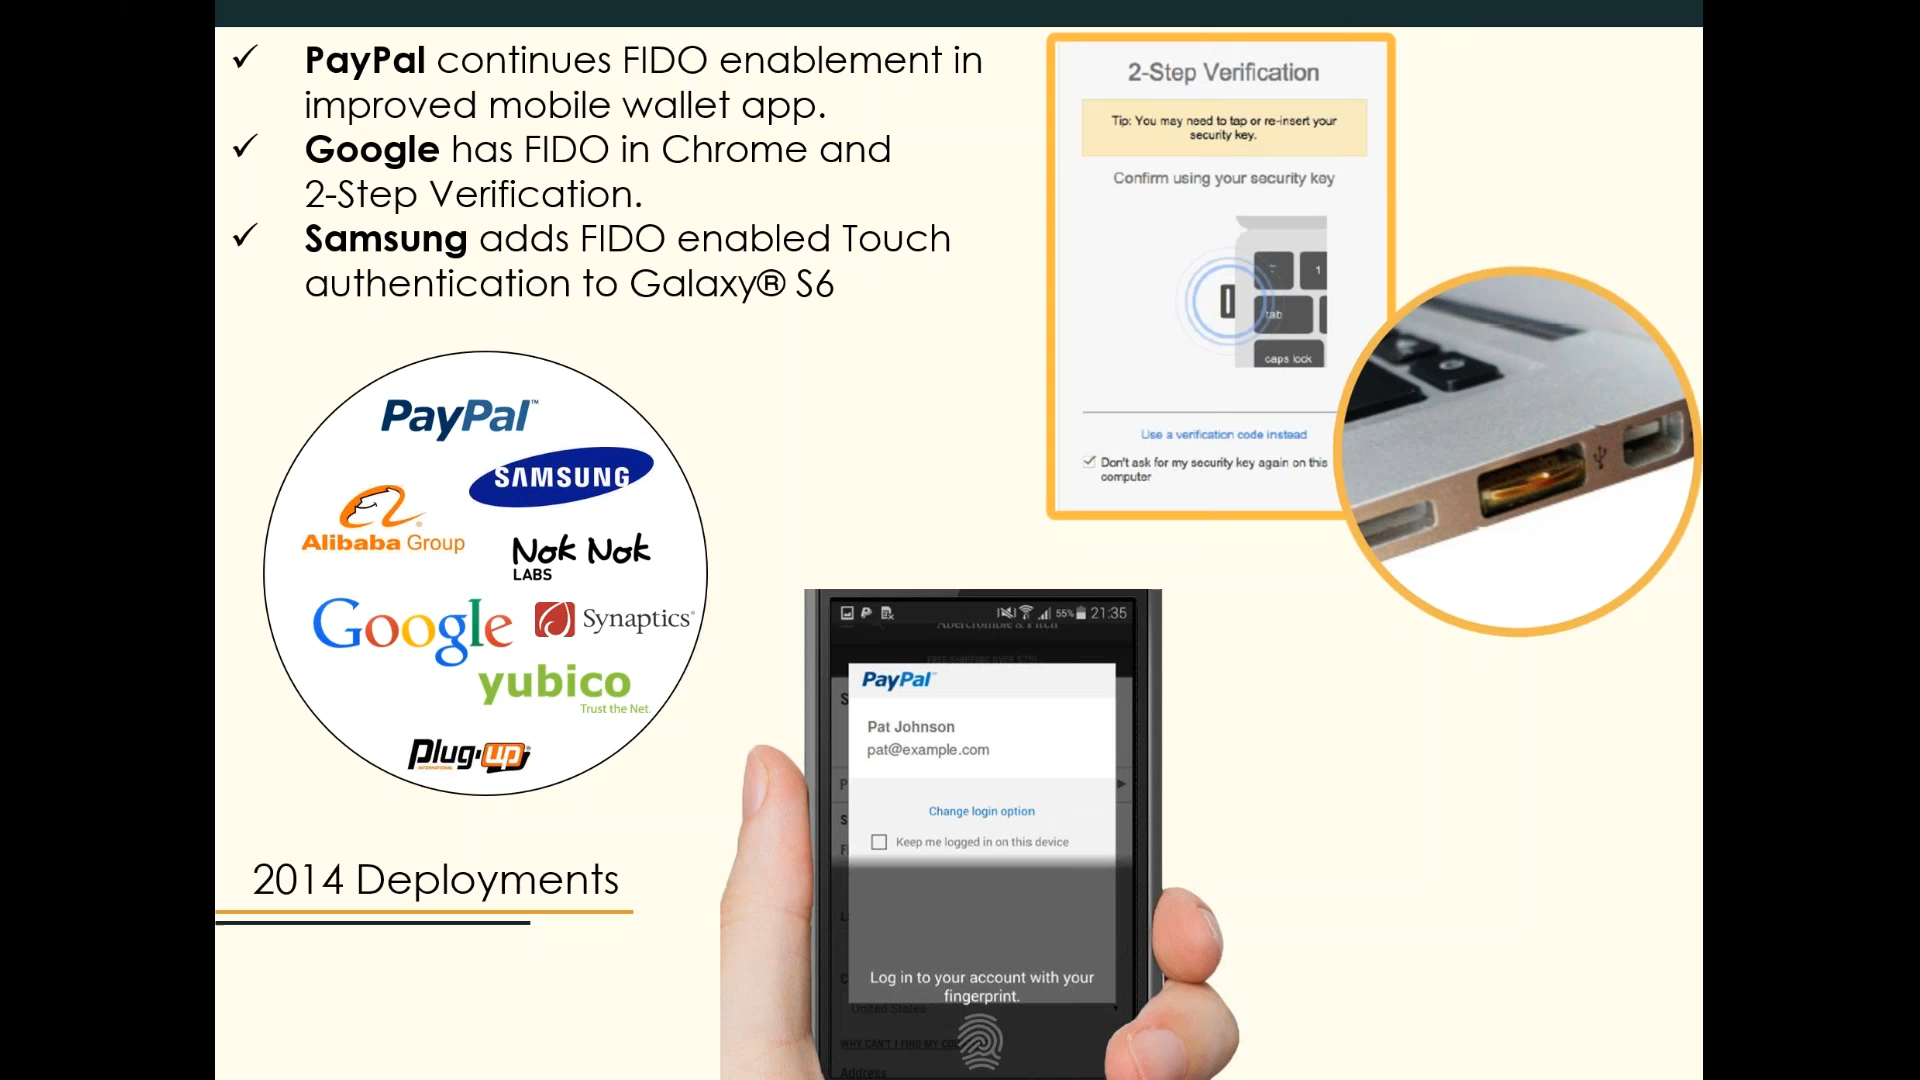 ✓ PayPal continues FIDO enablement in
improved mobile wallet app.
✓ Google has FIDO in Chrome and
2-Step Verification.
✓ Samsung adds FIDO enabled Touch
authentication to Galaxy® S6
2-Step Verification
Tip: You may need to tap or re-insert your
security key.
Confirm using your security key
1
tab
caps lock
Use a verification code instead
Don't ask for my security key again on this
computer
PayPal™
SAMSUNG
Alibaba Group
Nok Nok
LABS
Google
Synaptics®
yubico
Trust the Net.
Plug-up
INTERNATIONAL
2014 Deployments
55% 21:35
Abercrombie & Fitch
PayPal™
Pat Johnson
pat@example.com
Change login option
Keep me logged in on this device
Log in to your account with your
fingerprint.
United States
WHY CAN'T I FIND MY CO
Address